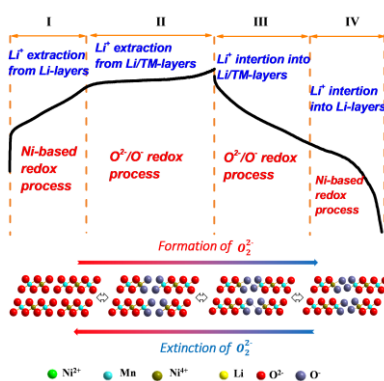 I II III IV
Li⁺ extraction
from Li-layers
Li⁺ extraction
from Li/TM-layers
Li⁺ intertion into
Li/TM-layers
Li⁺ intertion
into Li-layers
Ni-based
redox
process
O²⁻/O⁻ redox
process
O²⁻/O⁻ redox
process
Ni-based
redox
process
Formation of O₂²⁻
Extinction of O₂²⁻
Ni²⁺ Mn Ni⁴⁺ Li O²⁻ O⁻